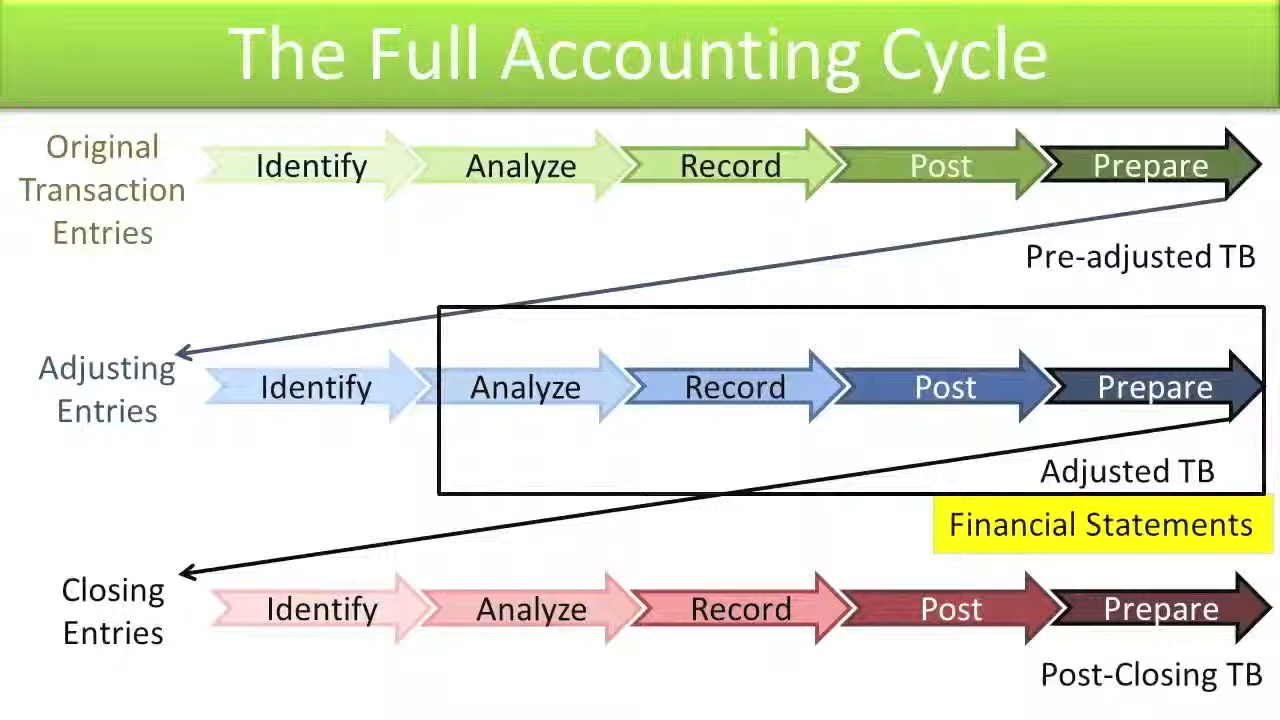 The Full Accounting Cycle
Original
Transaction
Entries
Identify
Analyze
Record
Post
Prepare
Pre-adjusted TB
Adjusting
Entries
Identify
Analyze
Record
Post
Prepare
Adjusted TB
Financial Statements
Closing
Entries
Identify
Analyze
Record
Post
Prepare
Post-Closing TB